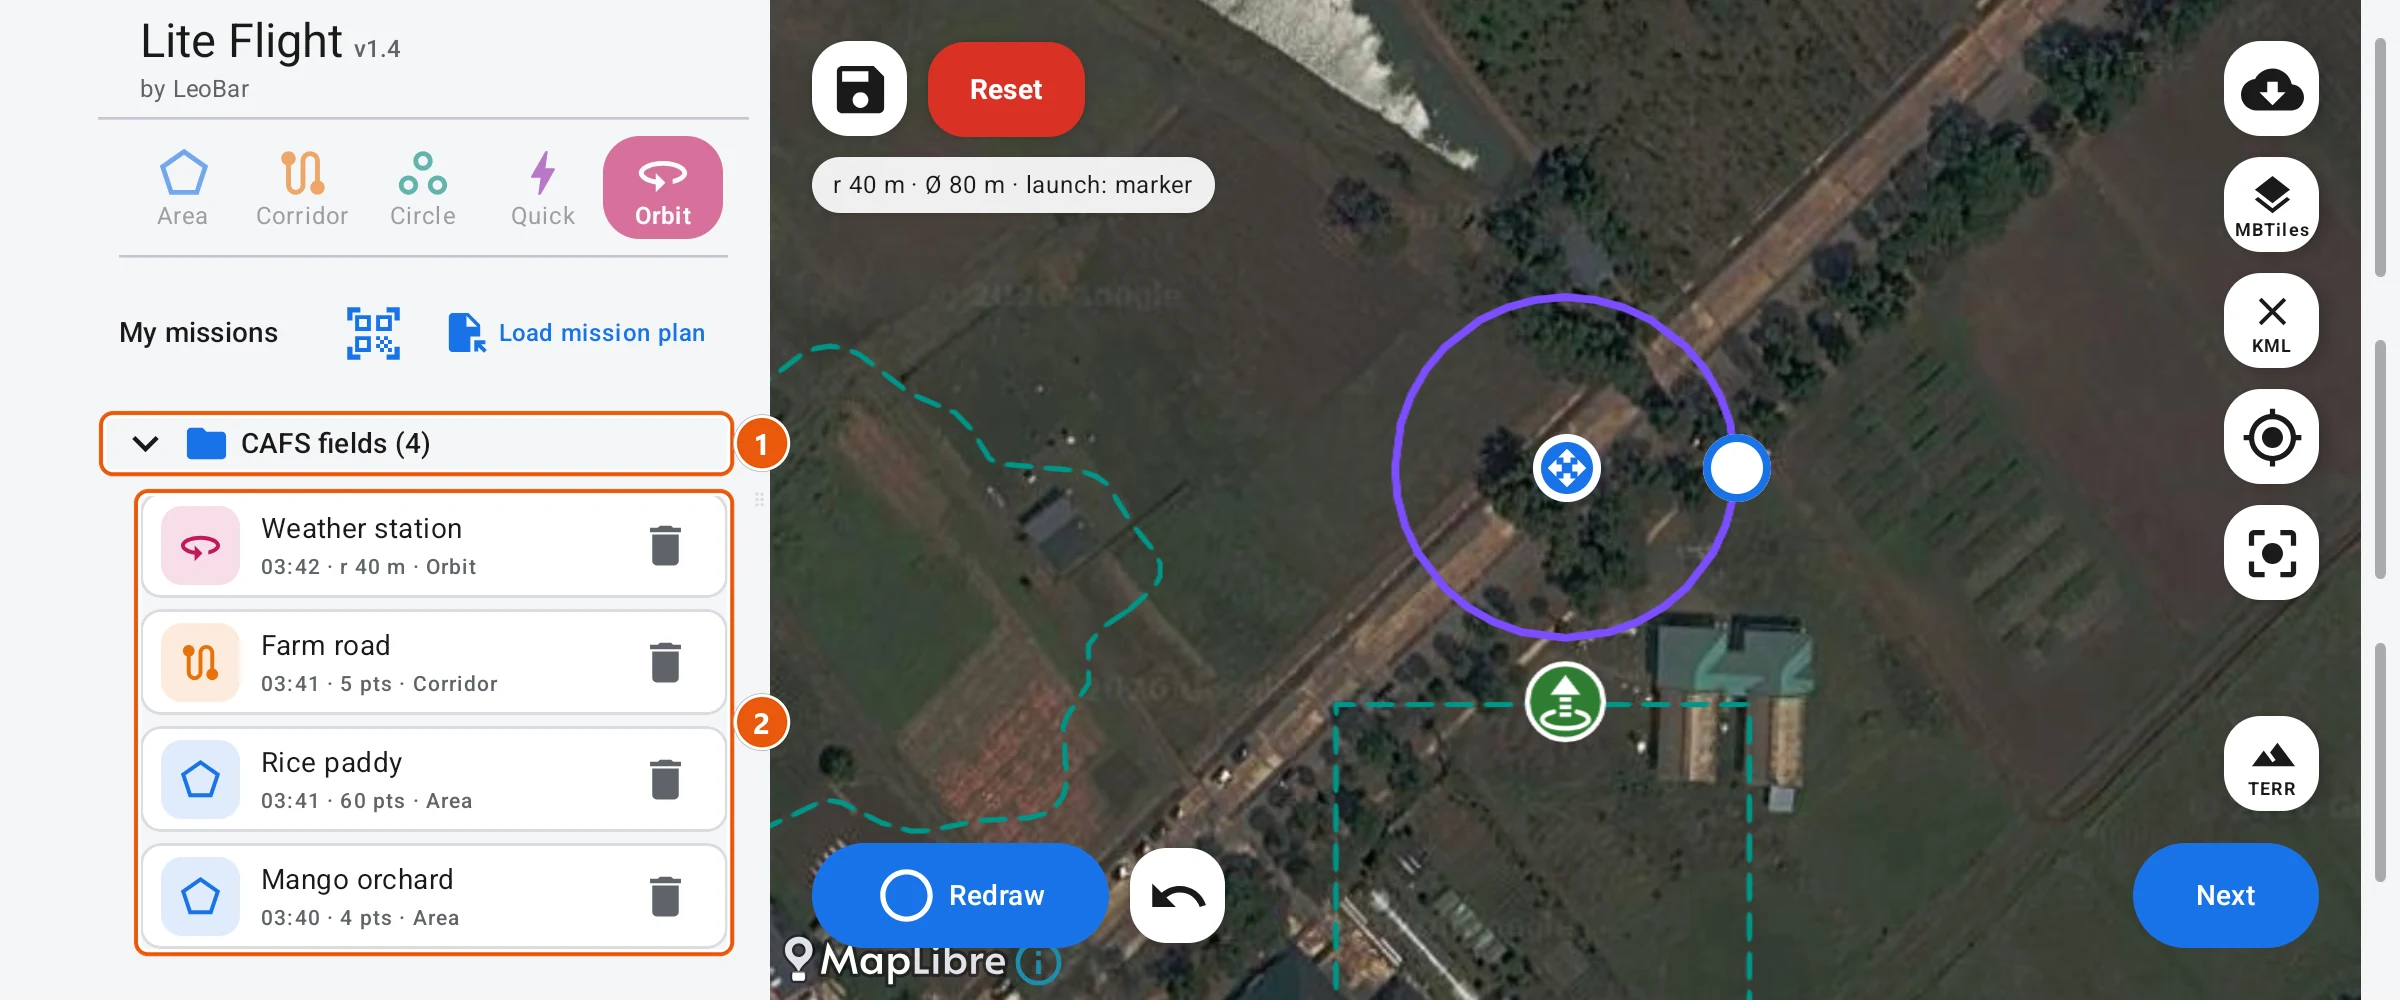 Lite Flight v1.4
by LeoBar
Area
Corridor
Circle
Quick
Orbit
My missions
Load mission plan
CAFS fields (4)
1
Weather station
03:42 · r 40 m · Orbit
Farm road
03:41 · 5 pts · Corridor
2
Rice paddy
03:41 · 60 pts · Area
Mango orchard
03:40 · 4 pts · Area
Reset
r 40 m · Ø 80 m · launch: marker
MBTiles
KML
TERR
Redraw
Next
MapLibre